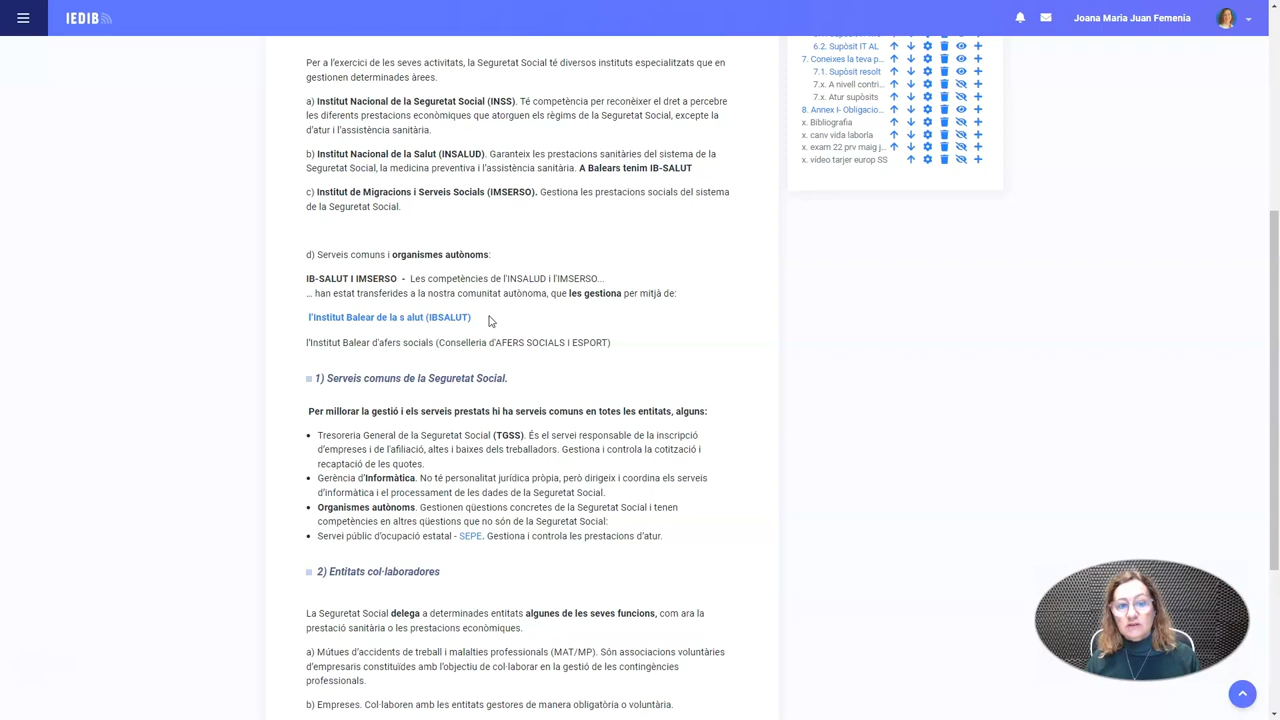 IEDIB
Joana Maria Juan Femenia
Per a l'exercici de les seves activitats, la Seguretat Social té diversos instituts especialitzats que en
gestionen determinades àrees.
a) Institut Nacional de la Seguretat Social (INSS). Té competència per reconèixer el dret a percebre
les diferents prestacions econòmiques que atorguen els règims de la Seguretat Social, excepte la
d'atur i l'assistència sanitària.
b) Institut Nacional de la Salut (INSALUD). Garanteix les prestacions sanitàries del sistema de la
Seguretat Social, la medicina preventiva i l'assistència sanitària. A Balears tenim IB-SALUT
c) Institut de Migracions i Serveis Socials (IMSERSO). Gestiona les prestacions socials del sistema
de la Seguretat Social.
d) Serveis comuns i organismes autònoms:
IB-SALUT I IMSERSO - Les competències de l'INSALUD i l'IMSERSO...
... han estat transferides a la nostra comunitat autònoma, que les gestiona per mitjà de:
l'Institut Balear de la s alut (IBSALUT)
l'Institut Balear d'afers socials (Conselleria d'AFERS SOCIALS I ESPORT)
1) Serveis comuns de la Seguretat Social.
Per millorar la gestió i els serveis prestats hi ha serveis comuns en totes les entitats, alguns:
Tresoreria General de la Seguretat Social (TGSS). És el servei responsable de la inscripció
d'empreses i de l'afiliació, altes i baixes dels treballadors. Gestiona i controla la cotització i
recaptació de les quotes.
Gerència d'Informàtica. No té personalitat jurídica pròpia, però dirigeix i coordina els serveis
d'informàtica i el processament de les dades de la Seguretat Social.
Organismes autònoms. Gestionen qüestions concretes de la Seguretat Social i tenen
competències en altres qüestions que no són de la Seguretat Social:
Servei públic d'ocupació estatal - SEPE. Gestiona i controla les prestacions d'atur.
2) Entitats col·laboradores
La Seguretat Social delega a determinades entitats algunes de les seves funcions, com ara la
prestació sanitària o les prestacions econòmiques.
a) Mútues d'accidents de treball i malalties professionals (MAT/MP). Són associacions voluntàries
d'empresaris constituïdes amb l'objectiu de col·laborar en la gestió de les contingències
professionals.
b) Empreses. Col·laboren amb les entitats gestores de manera obligatòria o voluntària.
6.2. Supòsit IT AL
7. Coneixes la teva p...
7.1. Supòsit resolt
7.x. A nivell contri...
7.x. Atur supòsits
8. Annex I- Obligacio...
x. Bibliografia
x. canv vida laborla
x. exam 22 prv maig j...
x. vídeo tarjer europ SS